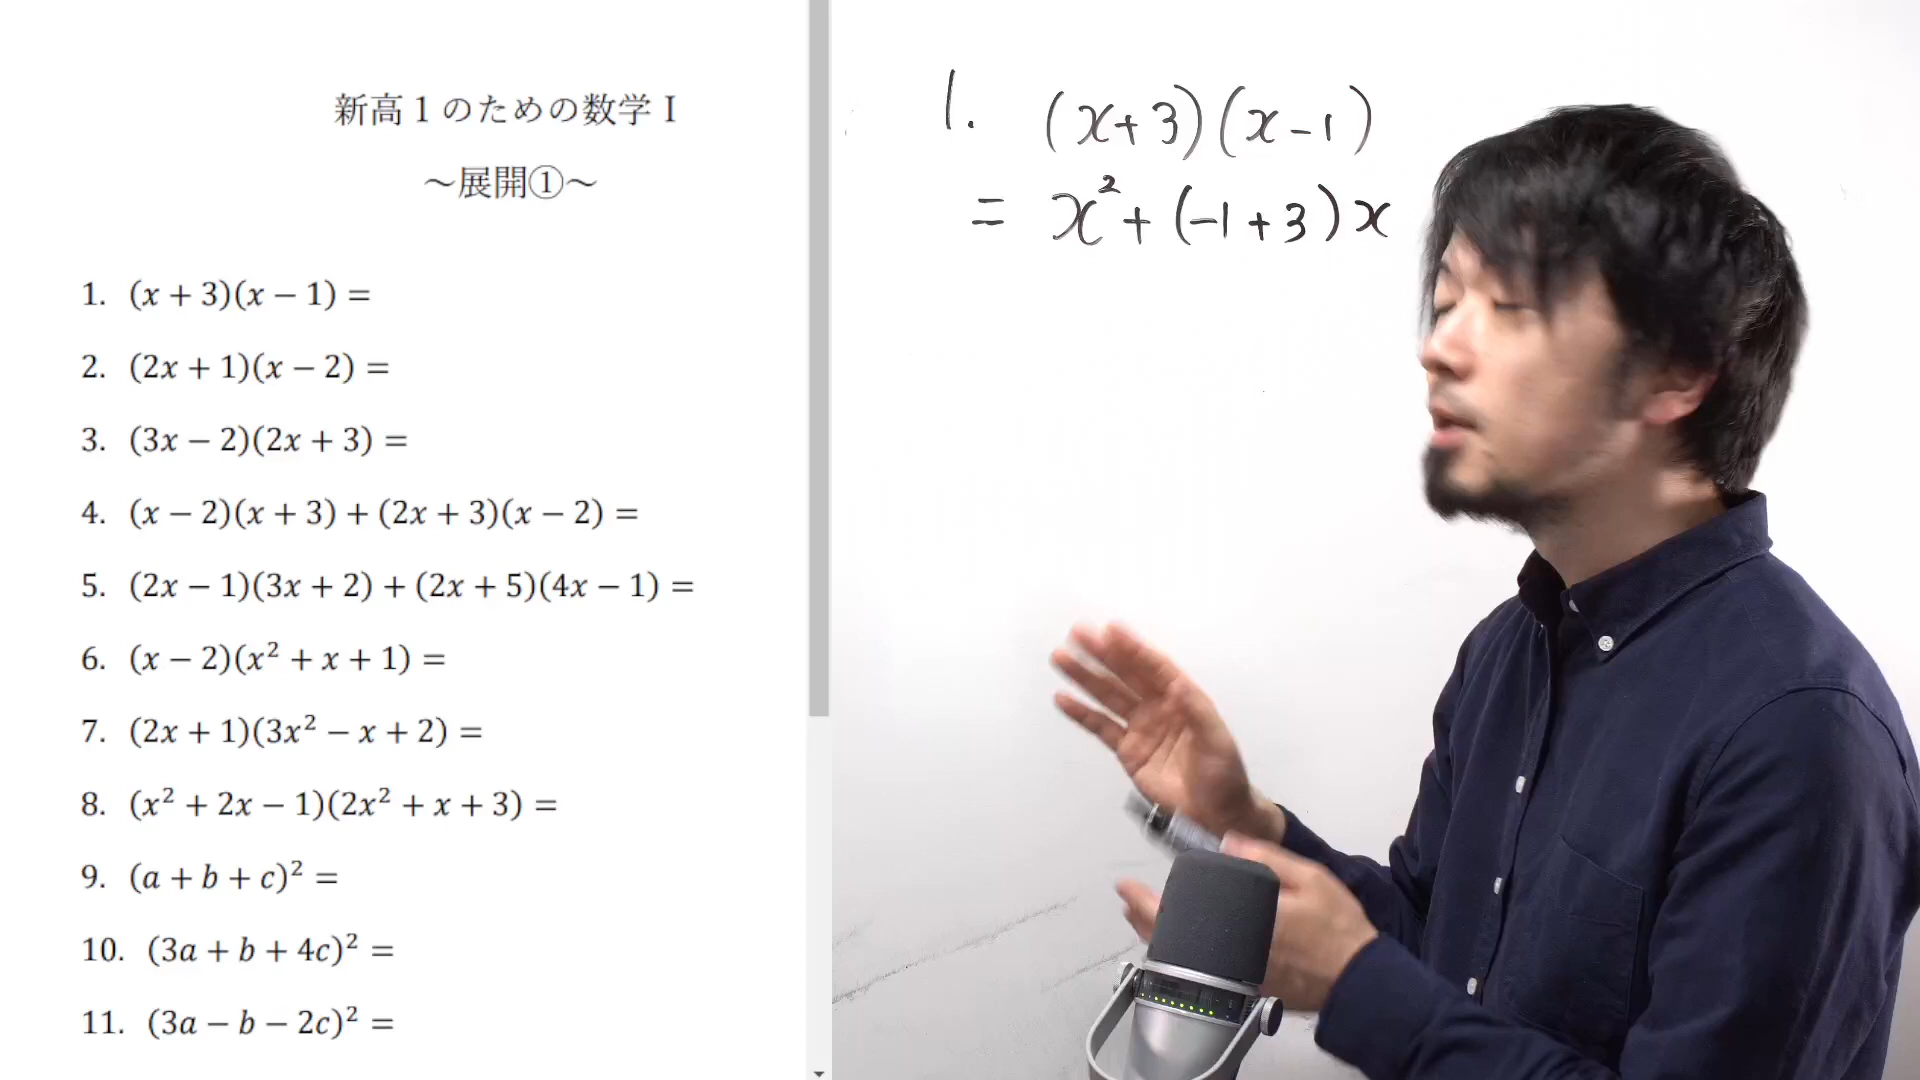 新高１のための数学Ⅰ
～展開①～
1. (x + 3)(x − 1) =
2. (2x + 1)(x − 2) =
3. (3x − 2)(2x + 3) =
4. (x − 2)(x + 3) + (2x + 3)(x − 2) =
5. (2x − 1)(3x + 2) + (2x + 5)(4x − 1) =
6. (x − 2)(x² + x + 1) =
7. (2x + 1)(3x² − x + 2) =
8. (x² + 2x − 1)(2x² + x + 3) =
9. (a + b + c)² =
10. (3a + b + 4c)² =
11. (3a − b − 2c)² =
1. (x+3)(x-1)
= x² + (-1+3)x